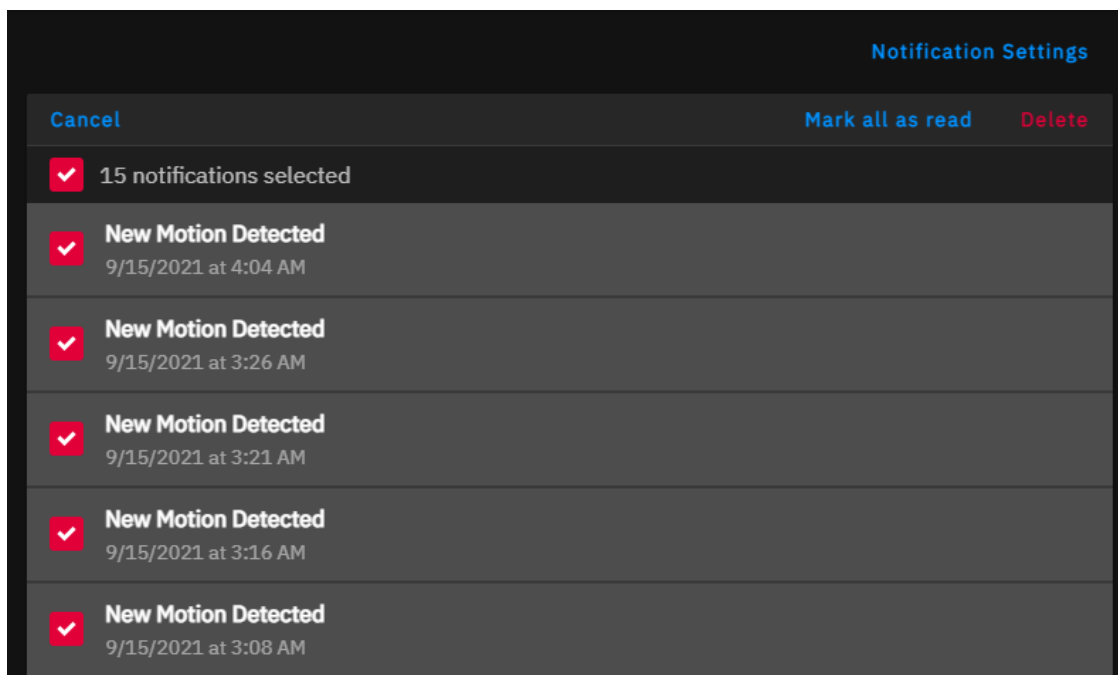 Notification Settings
Cancel Mark all as read Delete
15 notifications selected
New Motion Detected
9/15/2021 at 4:04 AM
New Motion Detected
9/15/2021 at 3:26 AM
New Motion Detected
9/15/2021 at 3:21 AM
New Motion Detected
9/15/2021 at 3:16 AM
New Motion Detected
9/15/2021 at 3:08 AM